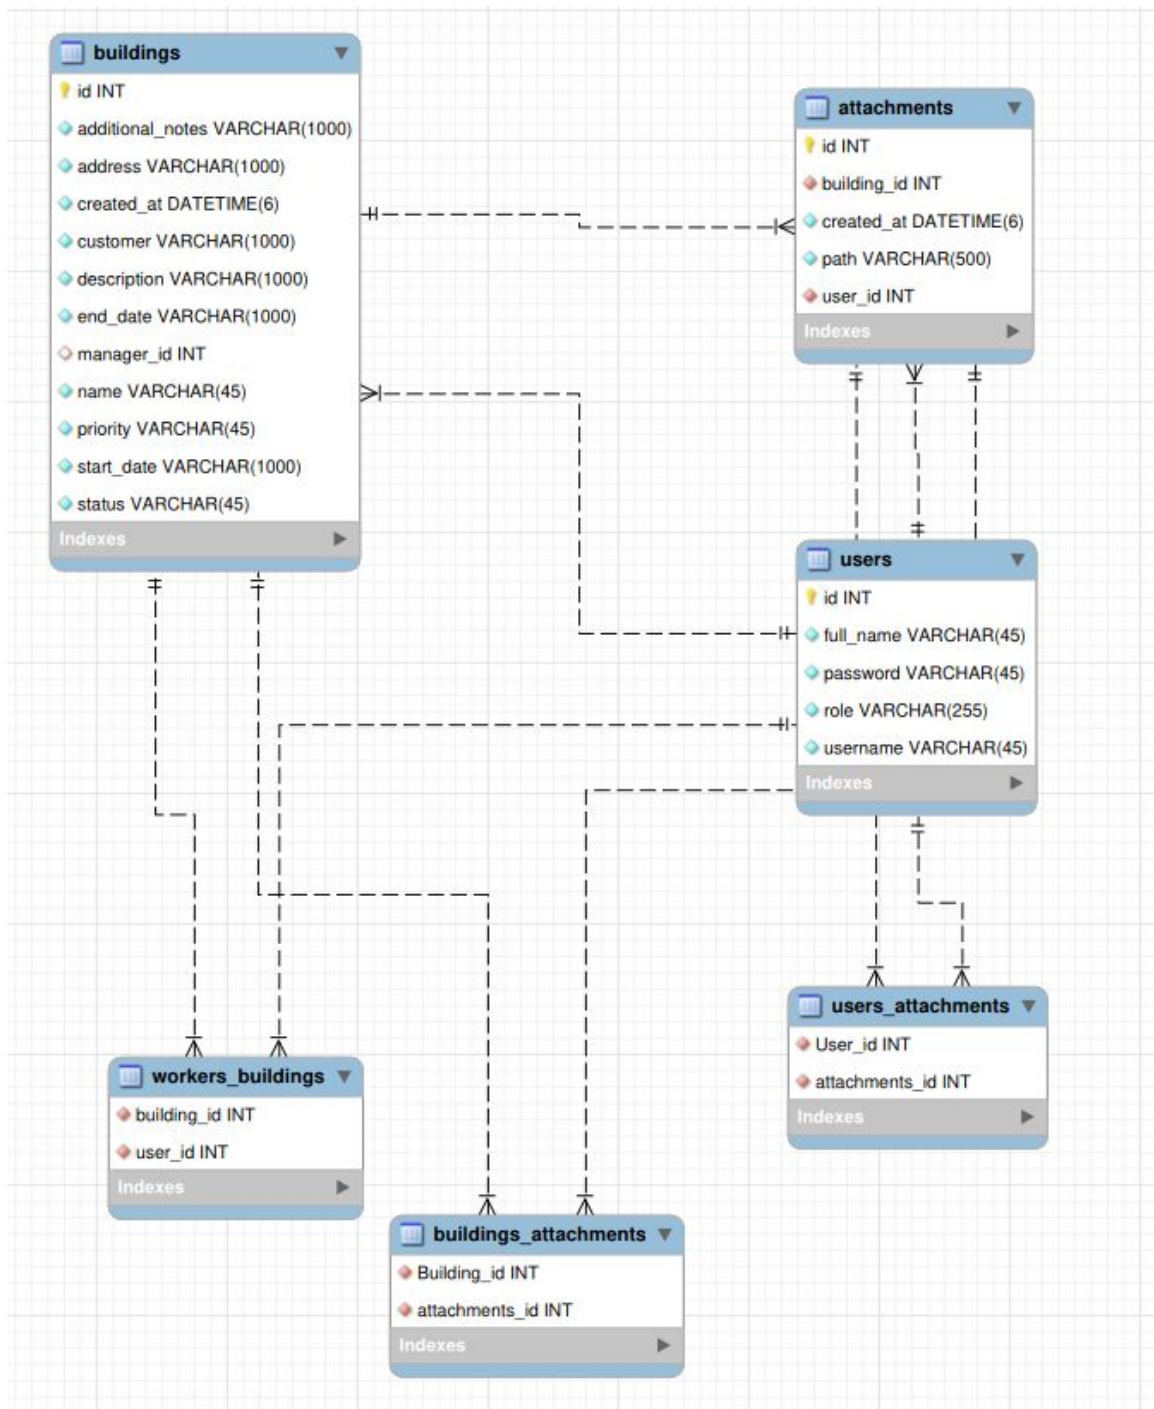 buildings
id INT
additional_notes VARCHAR(1000)
address VARCHAR(1000)
created_at DATETIME(6)
customer VARCHAR(1000)
description VARCHAR(1000)
end_date VARCHAR(1000)
manager_id INT
name VARCHAR(45)
priority VARCHAR(45)
start_date VARCHAR(1000)
status VARCHAR(45)
Indexes
attachments
id INT
building_id INT
created_at DATETIME(6)
path VARCHAR(500)
user_id INT
Indexes
users
id INT
full_name VARCHAR(45)
password VARCHAR(45)
role VARCHAR(255)
username VARCHAR(45)
Indexes
users_attachments
User_id INT
attachments_id INT
Indexes
workers_buildings
building_id INT
user_id INT
Indexes
buildings_attachments
Building_id INT
attachments_id INT
Indexes